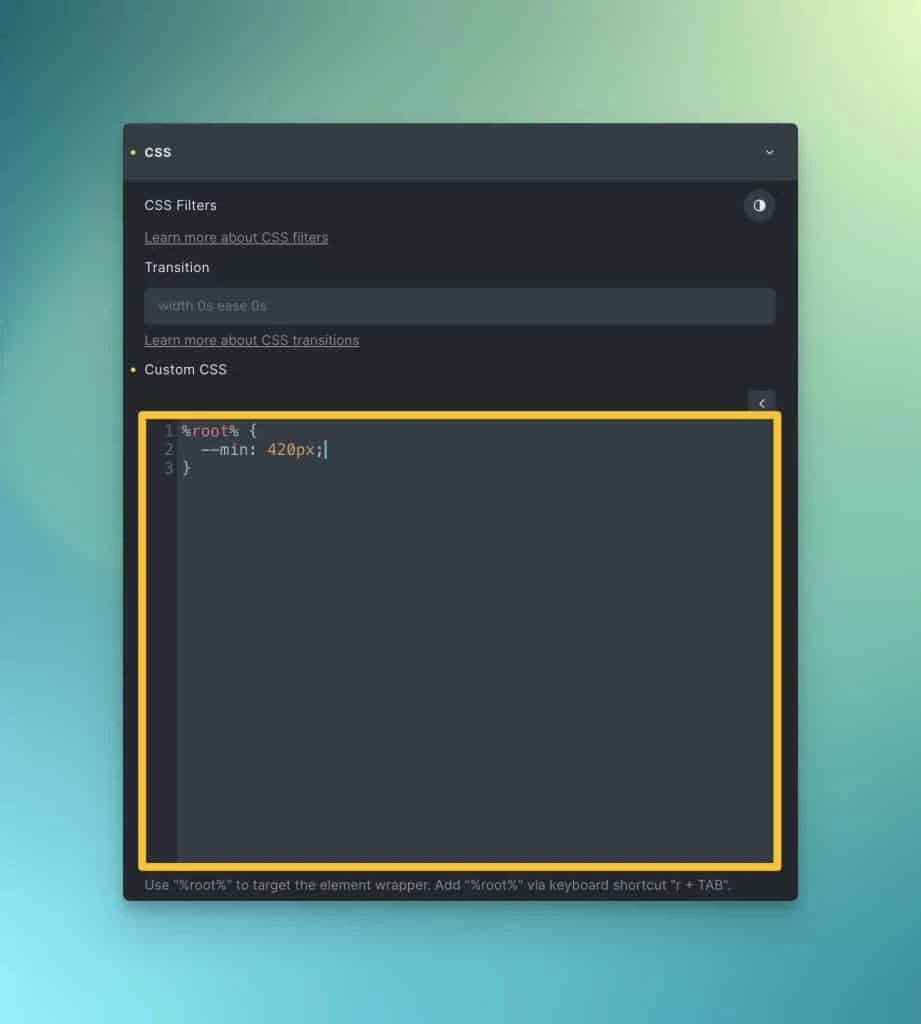 CSS
CSS Filters
Learn more about CSS filters
Transition
width 0s ease 0s
Learn more about CSS transitions
Custom CSS
1 %root% {
2 --min: 420px;
3 }
Use "%root%" to target the element wrapper. Add "%root%" via keyboard shortcut "r + TAB".